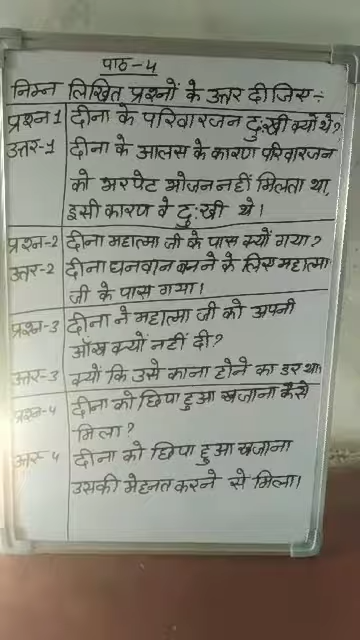 पाठ-4
निम्न लिखित प्रश्नों के उत्तर दीजिए :-
प्रश्न 1 दीना के परिवारजन दुःखी क्यों थे?
उत्तर-1 दीना के आलस के कारण परिवारजन
को भरपेट भोजन नहीं मिलता था,
इसी कारण वे दुःखी थे।
प्रश्न-2 दीना महात्मा जी के पास क्यों गया?
उत्तर-2 दीना धनवान बनने के लिए महात्मा
जी के पास गया।
प्रश्न-3 दीना ने महात्मा जी को अपनी
आँख क्यों नहीं दी?
उत्तर-3 क्यों कि उसे काना होने का डर था।
प्रश्न-4 दीना को छिपा हुआ खजाना कैसे
मिला?
उत्तर-4 दीना को छिपा हुआ खजाना
उसकी मेहनत करने से मिला।